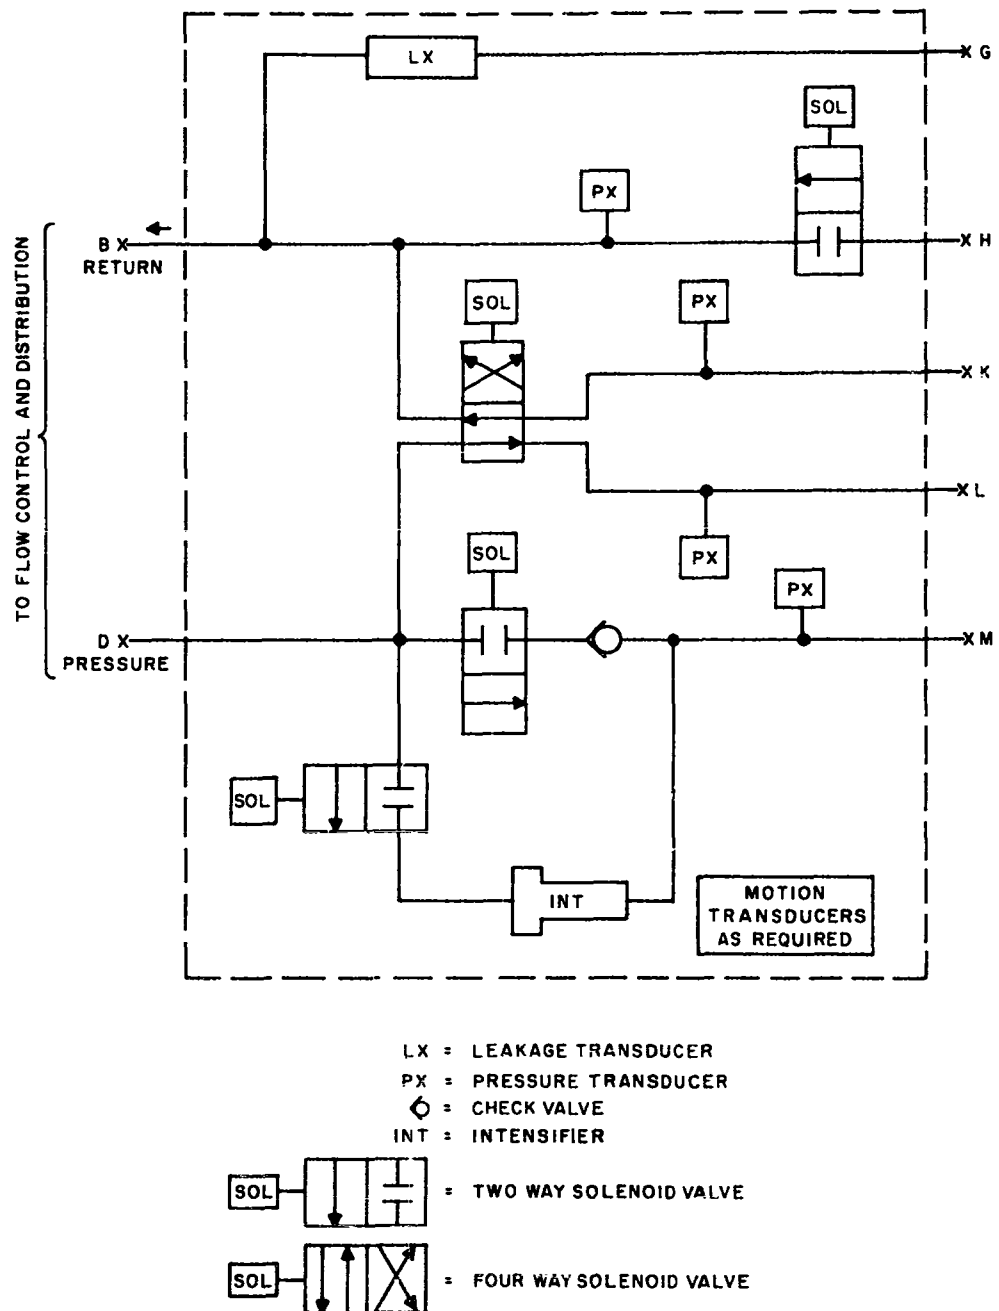 LX
X G
SOL
PX
B X
RETURN
X H
SOL
PX
X K
TO FLOW CONTROL AND DISTRIBUTION
X L
SOL
PX
PX
D X
PRESSURE
X M
SOL
INT
MOTION
TRANSDUCERS
AS REQUIRED
LX = LEAKAGE TRANSDUCER
PX = PRESSURE TRANSDUCER
= CHECK VALVE
INT = INTENSIFIER
SOL = TWO WAY SOLENOID VALVE
SOL = FOUR WAY SOLENOID VALVE